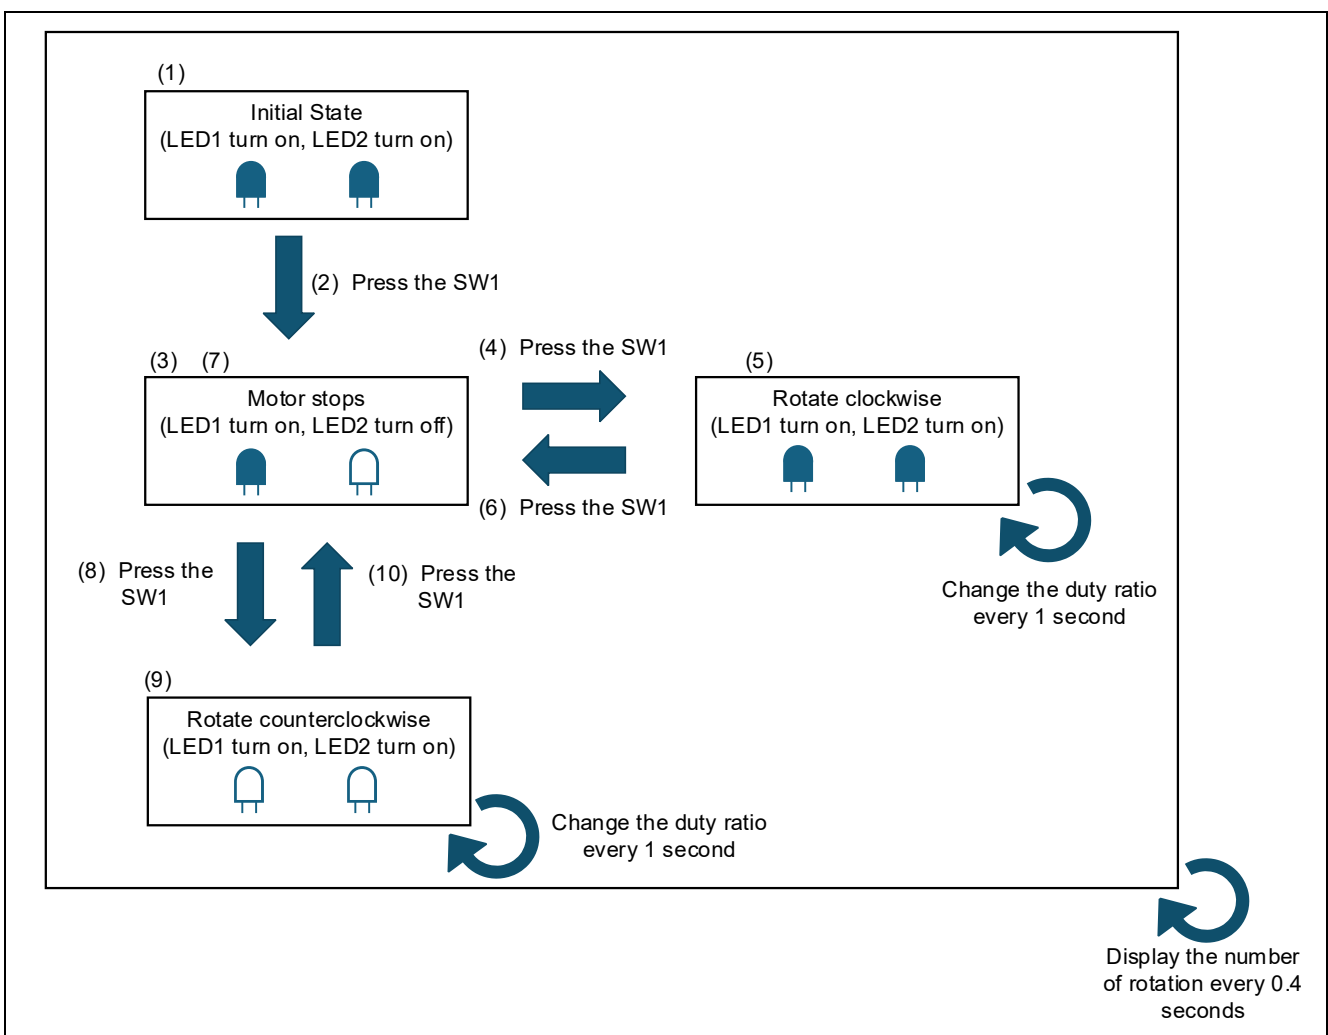 (1)
Initial State
(LED1 turn on, LED2 turn on)
(2) Press the SW1
(3) (7)
Motor stops
(LED1 turn on, LED2 turn off)
(4) Press the SW1
(6) Press the SW1
(5)
Rotate clockwise
(LED1 turn on, LED2 turn on)
Change the duty ratio
every 1 second
(8) Press the
SW1
(10) Press the
SW1
(9)
Rotate counterclockwise
(LED1 turn on, LED2 turn on)
Change the duty ratio
every 1 second
Display the number
of rotation every 0.4
seconds